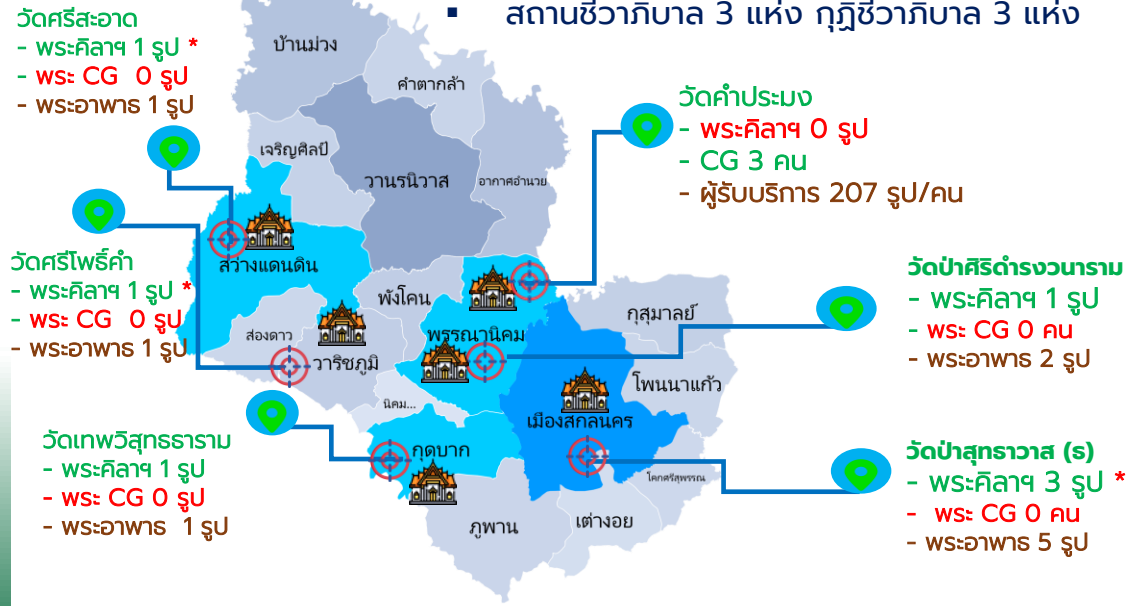 ▪ สถานชีวาภิบาล 3 แห่ง กุฏิชีวาภิบาล 3 แห่ง
วัดศรีสะอาด
- พระคิลาฯ 1 รูป *
- พระ CG 0 รูป
- พระอาพาธ 1 รูป
วัดคำประมง
- พระคิลาฯ 0 รูป
- CG 3 คน
- ผู้รับบริการ 207 รูป/คน
วัดศรีโพธิ์คำ
- พระคิลาฯ 1 รูป *
- พระ CG 0 รูป
- พระอาพาธ 1 รูป
วัดป่าศิริดำรงวนาราม
- พระคิลาฯ 1 รูป
- พระ CG 0 คน
- พระอาพาธ 2 รูป
วัดเทพวิสุทธาราม
- พระคิลาฯ 1 รูป
- พระ CG 0 รูป
- พระอาพาธ 1 รูป
วัดป่าสุทธาวาส (ธ)
- พระคิลาฯ 3 รูป *
- พระ CG 0 คน
- พระอาพาธ 5 รูป
บ้านม่วง
คำตากล้า
เจริญศิลป์
วานรนิวาส
อากาศอำนวย
สว่างแดนดิน
พังโคน
กุสุมาลย์
ส่องดาว
วาริชภูมิ
พรรณานิคม
โพนนาแก้ว
นิคม...
เมืองสกลนคร
กุดบาก
โคกศรีสุพรรณ
ภูพาน
เต่างอย